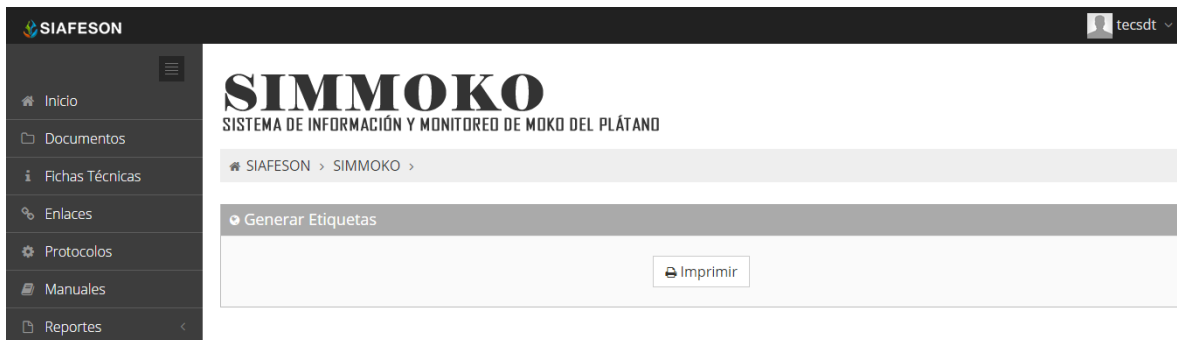 SIAFESON
tecsdt
Inicio
Documentos
Fichas Técnicas
Enlaces
Protocolos
Manuales
Reportes
SIMMOKO
SISTEMA DE INFORMACIÓN Y MONITOREO DE MOKO DEL PLÁTANO
SIAFESON > SIMMOKO >
Generar Etiquetas
Imprimir